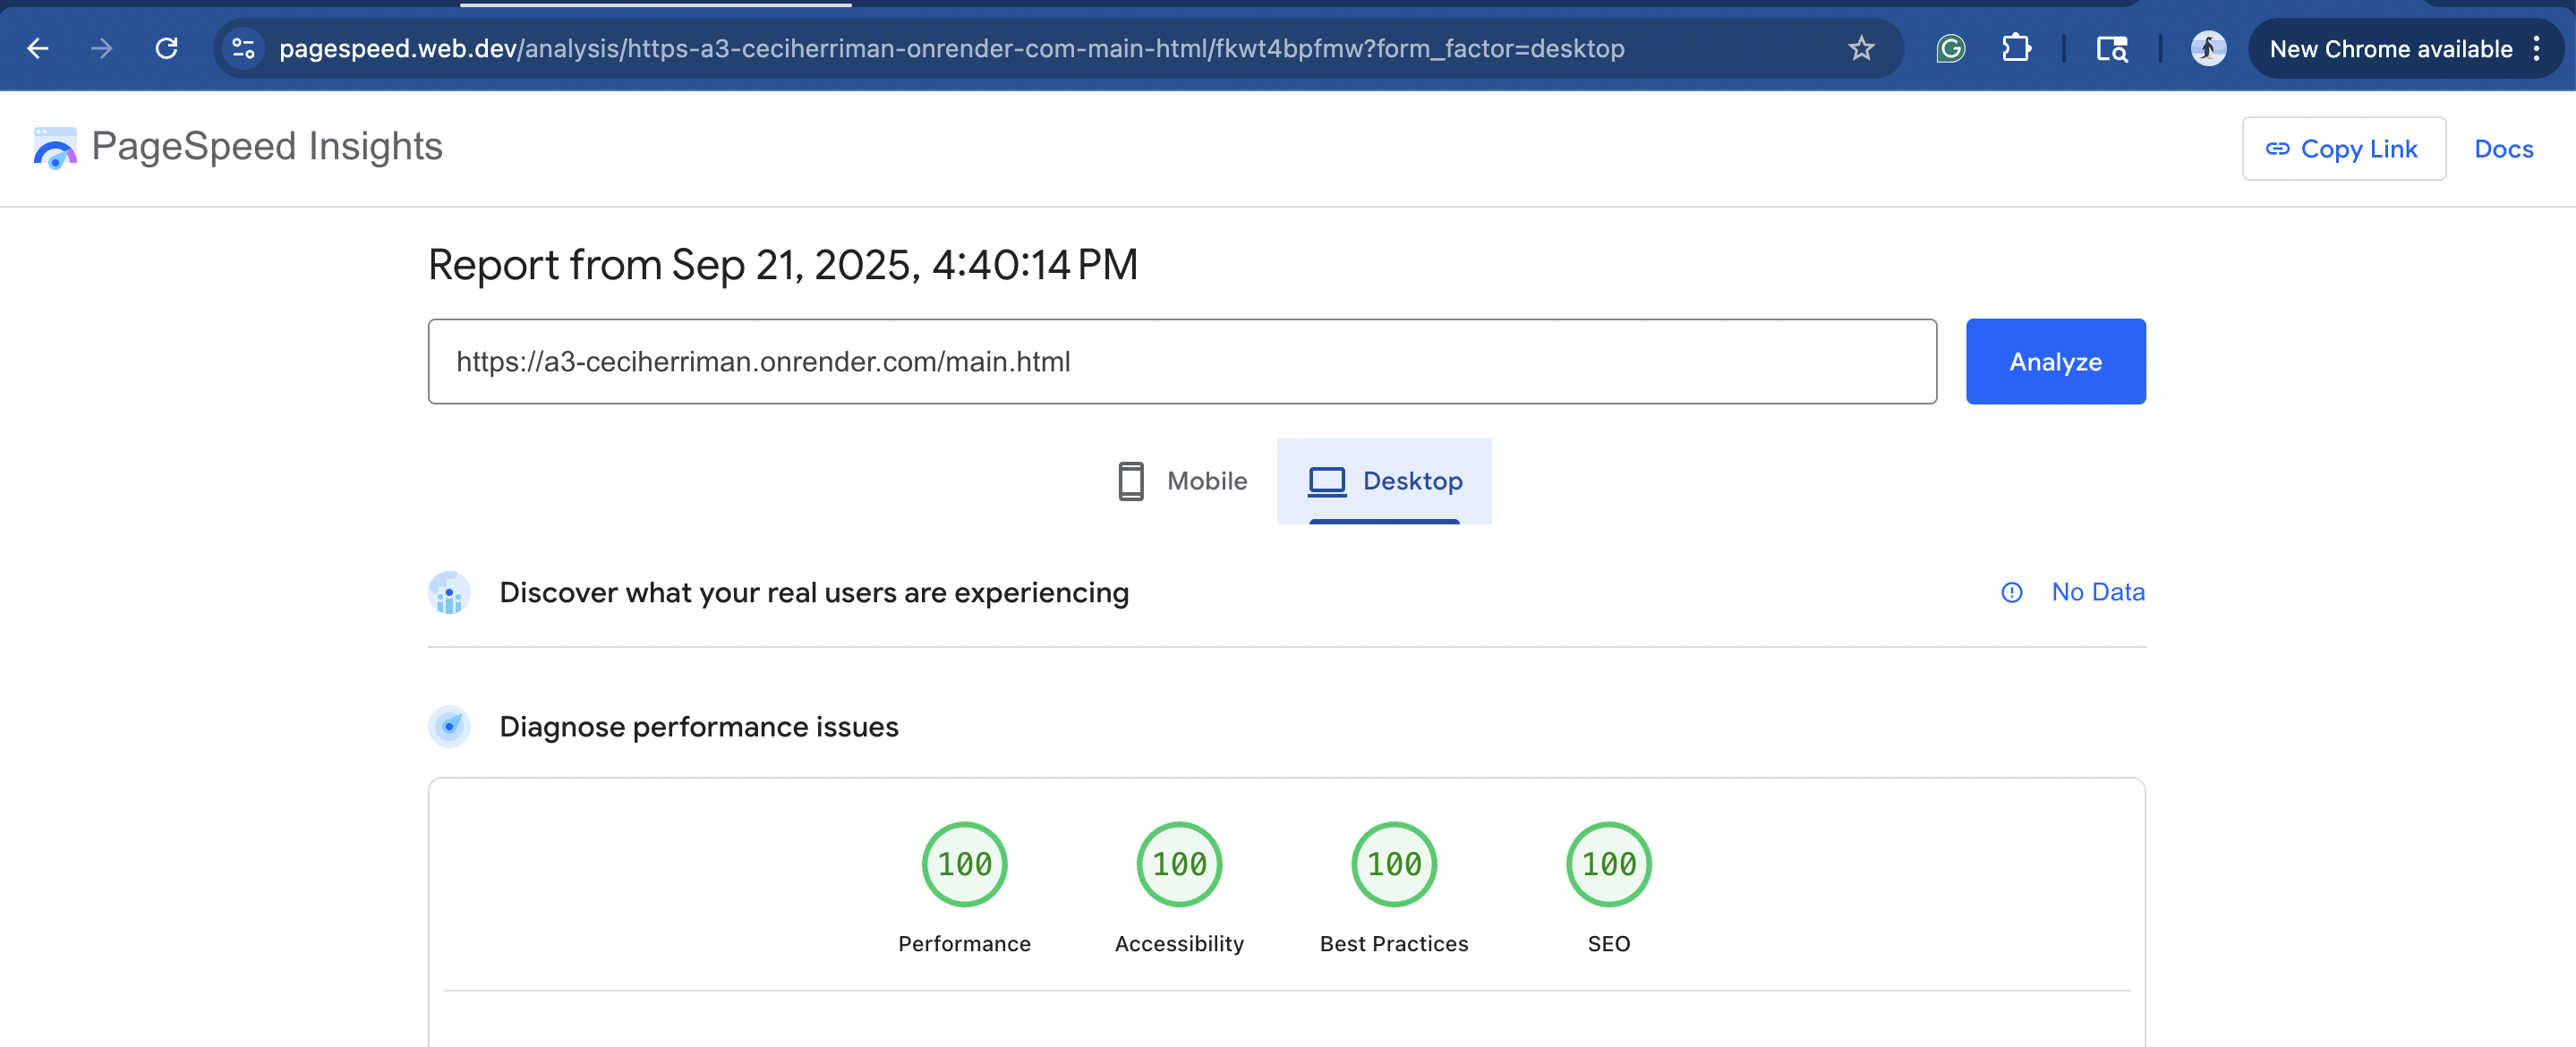 pagespeed.web.dev/analysis/https-a3-ceciherriman-onrender-com-main-html/fkwt4bpfmw?form_factor=desktop
New Chrome available
PageSpeed Insights
Copy Link
Docs
Report from Sep 21, 2025, 4:40:14 PM
https://a3-ceciherriman.onrender.com/main.html
Analyze
Mobile
Desktop
Discover what your real users are experiencing
No Data
Diagnose performance issues
100
100
100
100
Performance
Accessibility
Best Practices
SEO